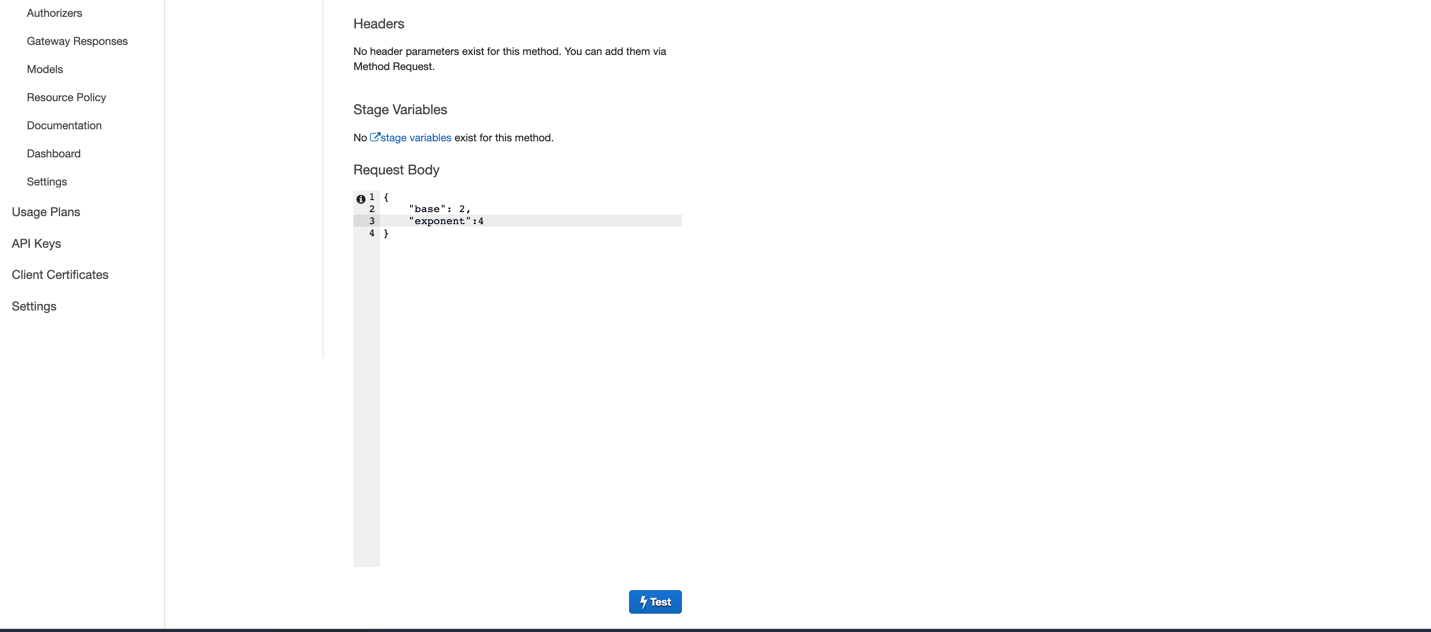 Authorizers
Gateway Responses
Models
Resource Policy
Documentation
Dashboard
Settings
Usage Plans
API Keys
Client Certificates
Settings
Headers
No header parameters exist for this method. You can add them via
Method Request.
Stage Variables
No stage variables exist for this method.
Request Body
1 {
2     "base": 2,
3     "exponent":4
4 }
Test